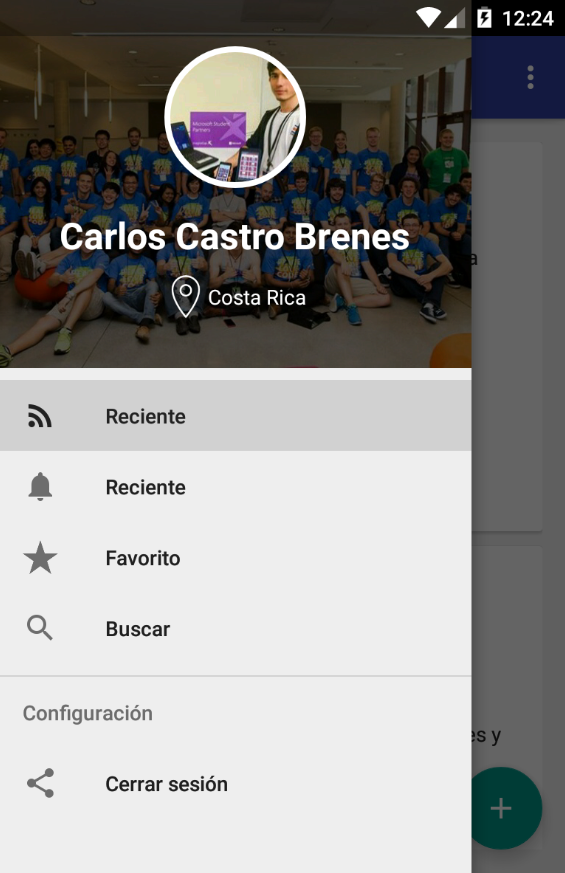 12:24
Microsoft Student
Partners
Carlos Castro Brenes
Costa Rica
a
Reciente
Reciente
Favorito
Buscar
Configuración
es y
Cerrar sesión